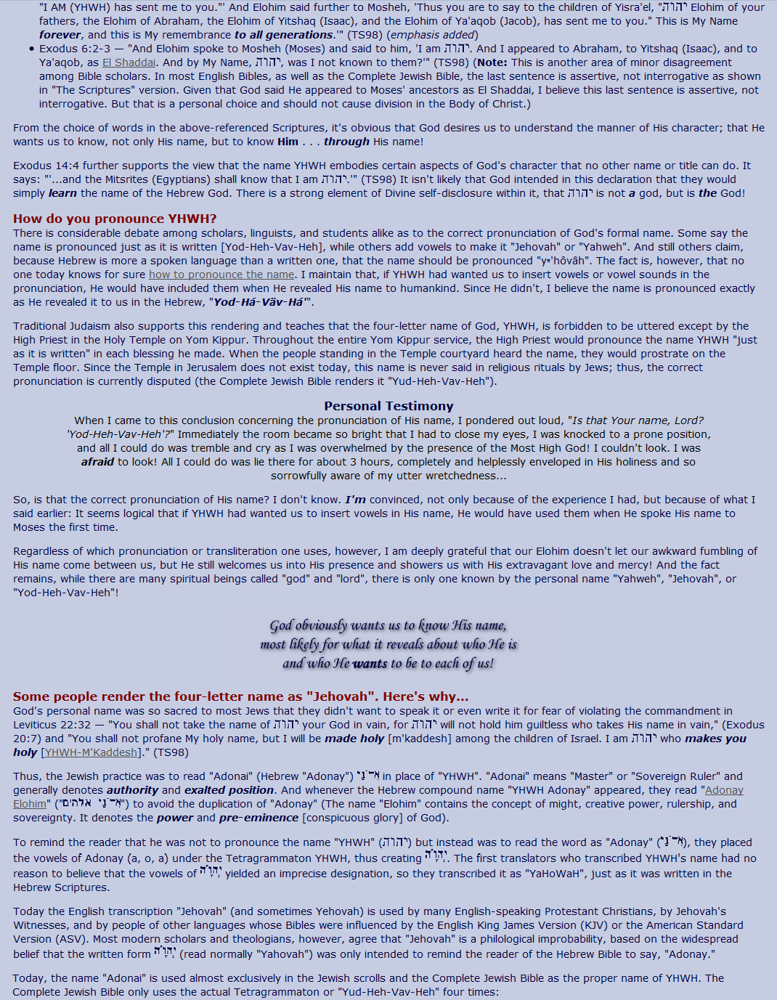 "I AM (YHWH) has sent me to you."' And Elohim said further to Mosheh, 'Thus you are to say to the children of Yisra'el, "יהוה Elohim of your
fathers, the Elohim of Abraham, the Elohim of Yitshaq (Isaac), and the Elohim of Ya'aqob (Jacob), has sent me to you." This is My Name
forever, and this is My remembrance to all generations.'" (TS98) (emphasis added)
• Exodus 6:2-3 — "And Elohim spoke to Mosheh (Moses) and said to him, 'I am יהוה. And I appeared to Abraham, to Yitshaq (Isaac), and to
Ya'aqob, as El Shaddai. And by My Name, יהוה, was I not known to them?'" (TS98) (Note: This is another area of minor disagreement
among Bible scholars. In most English Bibles, as well as the Complete Jewish Bible, the last sentence is assertive, not interrogative as shown
in "The Scriptures" version. Given that God said He appeared to Moses' ancestors as El Shaddai, I believe this last sentence is assertive, not
interrogative. But that is a personal choice and should not cause division in the Body of Christ.)
From the choice of words in the above-referenced Scriptures, it's obvious that God desires us to understand the manner of His character; that He
wants us to know, not only His name, but to know Him . . . through His name!
Exodus 14:4 further supports the view that the name YHWH embodies certain aspects of God's character that no other name or title can do. It
says: "'...and the Mitsrites (Egyptians) shall know that I am יהוה.'" (TS98) It isn't likely that God intended in this declaration that they would
simply learn the name of the Hebrew God. There is a strong element of Divine self-disclosure within it, that יהוה is not a god, but is the God!
How do you pronounce YHWH?
There is considerable debate among scholars, linguists, and students alike as to the correct pronunciation of God's formal name. Some say the
name is pronounced just as it is written [Yod-Heh-Vav-Heh], while others add vowels to make it "Jehovah" or "Yahweh". And still others claim,
because Hebrew is more a spoken language than a written one, that the name should be pronounced "yᵉ'hôvâh". The fact is, however, that no
one today knows for sure how to pronounce the name. I maintain that, if YHWH had wanted us to insert vowels or vowel sounds in the
pronunciation, He would have included them when He revealed His name to humankind. Since He didn't, I believe the name is pronounced exactly
as He revealed it to us in the Hebrew, "Yod-Há-Väv-Há'".
Traditional Judaism also supports this rendering and teaches that the four-letter name of God, YHWH, is forbidden to be uttered except by the
High Priest in the Holy Temple on Yom Kippur. Throughout the entire Yom Kippur service, the High Priest would pronounce the name YHWH "just
as it is written" in each blessing he made. When the people standing in the Temple courtyard heard the name, they would prostrate on the
Temple floor. Since the Temple in Jerusalem does not exist today, this name is never said in religious rituals by Jews; thus, the correct
pronunciation is currently disputed (the Complete Jewish Bible renders it "Yud-Heh-Vav-Heh").
Personal Testimony
When I came to this conclusion concerning the pronunciation of His name, I pondered out loud, "Is that Your name, Lord?
'Yod-Heh-Vav-Heh'?" Immediately the room became so bright that I had to close my eyes, I was knocked to a prone position,
and all I could do was tremble and cry as I was overwhelmed by the presence of the Most High God! I couldn't look. I was
afraid to look! All I could do was lie there for about 3 hours, completely and helplessly enveloped in His holiness and so
sorrowfully aware of my utter wretchedness...
So, is that the correct pronunciation of His name? I don't know. I'm convinced, not only because of the experience I had, but because of what I
said earlier: It seems logical that if YHWH had wanted us to insert vowels in His name, He would have used them when He spoke His name to
Moses the first time.
Regardless of which pronunciation or transliteration one uses, however, I am deeply grateful that our Elohim doesn't let our awkward fumbling of
His name come between us, but He still welcomes us into His presence and showers us with His extravagant love and mercy! And the fact
remains, while there are many spiritual beings called "god" and "lord", there is only one known by the personal name "Yahweh", "Jehovah", or
"Yod-Heh-Vav-Heh"!
God obviously wants us to know His name,
most likely for what it reveals about who He is
and who He wants to be to each of us!
Some people render the four-letter name as "Jehovah". Here's why...
God's personal name was so sacred to most Jews that they didn't want to speak it or even write it for fear of violating the commandment in
Leviticus 22:32 — "You shall not take the name of יהוה your God in vain, for יהוה will not hold him guiltless who takes His name in vain," (Exodus
20:7) and "You shall not profane My holy name, but I will be made holy [m'kaddesh] among the children of Israel. I am יהוה who makes you
holy [YHWH-M'Kaddesh]." (TS98)
Thus, the Jewish practice was to read "Adonai" (Hebrew "Adonay") אֲדֹנָי in place of "YHWH". "Adonai" means "Master" or "Sovereign Ruler" and
generally denotes authority and exalted position. And whenever the Hebrew compound name "YHWH Adonay" appeared, they read "Adonay
Elohim" ("אֲדֹנָי אלהים") to avoid the duplication of "Adonay" (The name "Elohim" contains the concept of might, creative power, rulership, and
sovereignty. It denotes the power and pre-eminence [conspicuous glory] of God).
To remind the reader that he was not to pronounce the name "YHWH" (יהוה) but instead was to read the word as "Adonay" (אֲדֹנָי), they placed
the vowels of Adonay (a, o, a) under the Tetragrammaton YHWH, thus creating יְהֹוָה. The first translators who transcribed YHWH's name had no
reason to believe that the vowels of יְהֹוָה yielded an imprecise designation, so they transcribed it as "YaHoWaH", just as it was written in the
Hebrew Scriptures.
Today the English transcription "Jehovah" (and sometimes Yehovah) is used by many English-speaking Protestant Christians, by Jehovah's
Witnesses, and by people of other languages whose Bibles were influenced by the English King James Version (KJV) or the American Standard
Version (ASV). Most modern scholars and theologians, however, agree that "Jehovah" is a philological improbability, based on the widespread
belief that the written form יְהֹוָה (read normally "Yahovah") was only intended to remind the reader of the Hebrew Bible to say, "Adonay."
Today, the name "Adonai" is used almost exclusively in the Jewish scrolls and the Complete Jewish Bible as the proper name of YHWH. The
Complete Jewish Bible only uses the actual Tetragrammaton or "Yud-Heh-Vav-Heh" four times: